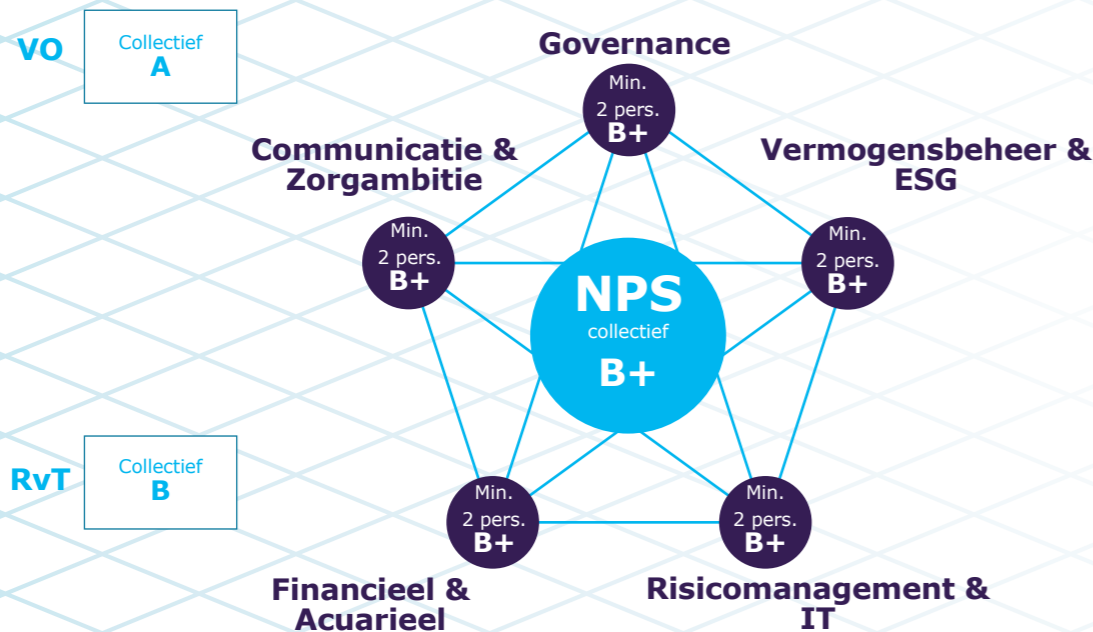 VO
Collectief
A
Governance
Min.
2 pers.
B+
Communicatie &
Zorgambitie
Min.
2 pers.
B+
Vermogensbeheer &
ESG
Min.
2 pers.
B+
NPS
collectief
B+
RvT
Collectief
B
Min.
2 pers.
B+
Financieel &
Acuarieel
Min.
2 pers.
B+
Risicomanagement &
IT